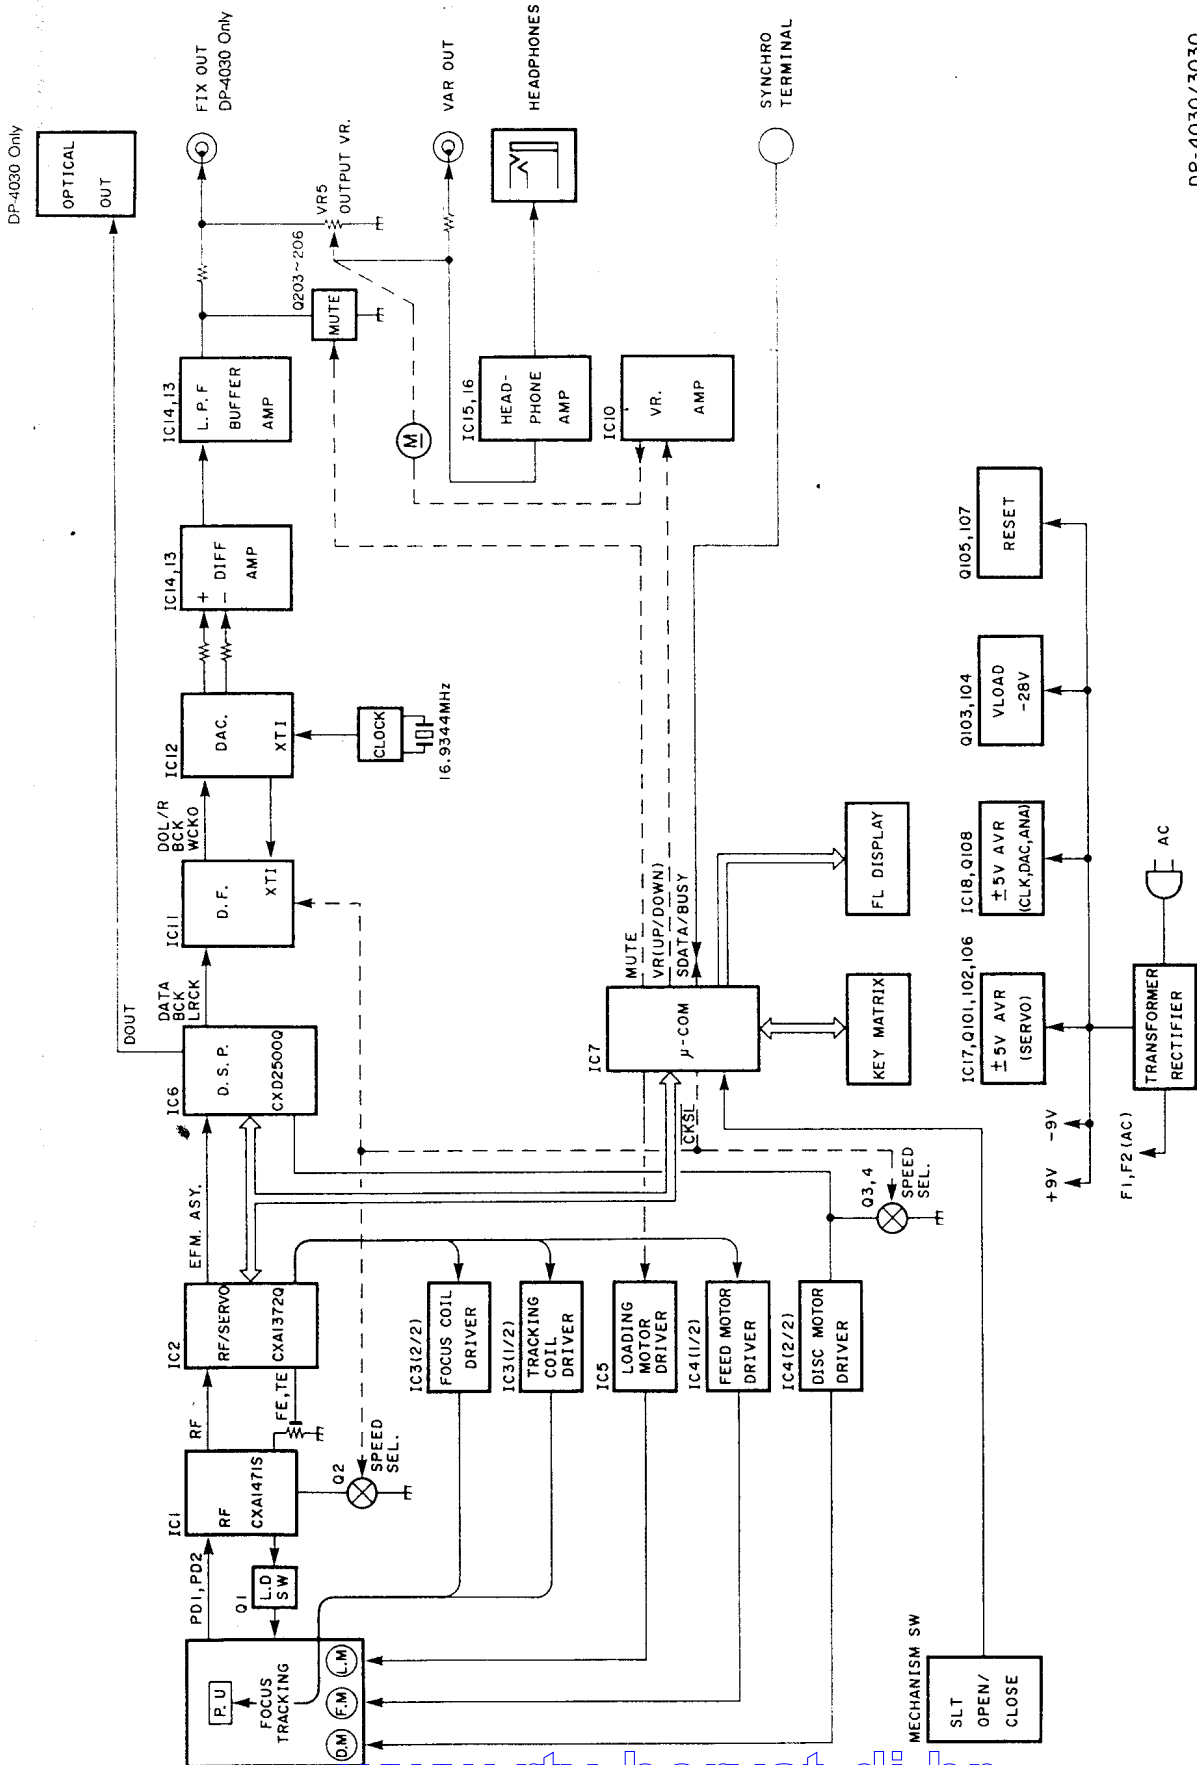 DP-4030 Only
OPTICAL
OUT
FIX OUT
DP-4030 Only
VR5
OUTPUT VR.
VAR OUT
HEADPHONES
SYNCHRO
TERMINAL
DP-4030/3030
Q203~206
MUTE
IC14,13
L.P.F
BUFFER
AMP
M
IC15,16
HEAD-
PHONE
AMP
IC10
VR.
AMP
IC14,13
+
-
DIFF
AMP
IC12
DAC.
XTI
CLOCK
16.9344MHz
DOL/R
BCK
WCKO
IC11
D.F.
XTI
DOUT
DATA
BCK
LRCK
IC6
D.S.P.
CXD2500Q
MUTE
VR(UP/DOWN)
SDATA/BUSY
IC7
μ-COM
CKSL
FL DISPLAY
KEY MATRIX
Q105,107
RESET
Q103,104
VLOAD
-28V
IC18,Q108
±5V AVR
(CLK,DAC,ANA)
IC17,Q101,102,106
±5V AVR
(SERVO)
AC
TRANSFORMER
RECTIFIER
-9V
+9V
F1,F2(AC)
EFM. ASY.
IC2
RF/SERVO
CXA1372Q
RF
FE,TE
IC1
RF
CXA1471S
Q2
SPEED
SEL.
PD1,PD2
Q1
L.D
SW
P.U
FOCUS
TRACKING
D.M
F.M
L.M
IC3(2/2)
FOCUS COIL
DRIVER
IC3(1/2)
TRACKING
COIL
DRIVER
IC5
LOADING
MOTOR
DRIVER
IC4(1/2)
FEED MOTOR
DRIVER
IC4(2/2)
DISC MOTOR
DRIVER
Q3,4
SPEED
SEL.
MECHANISM SW
SLT
OPEN/
CLOSE